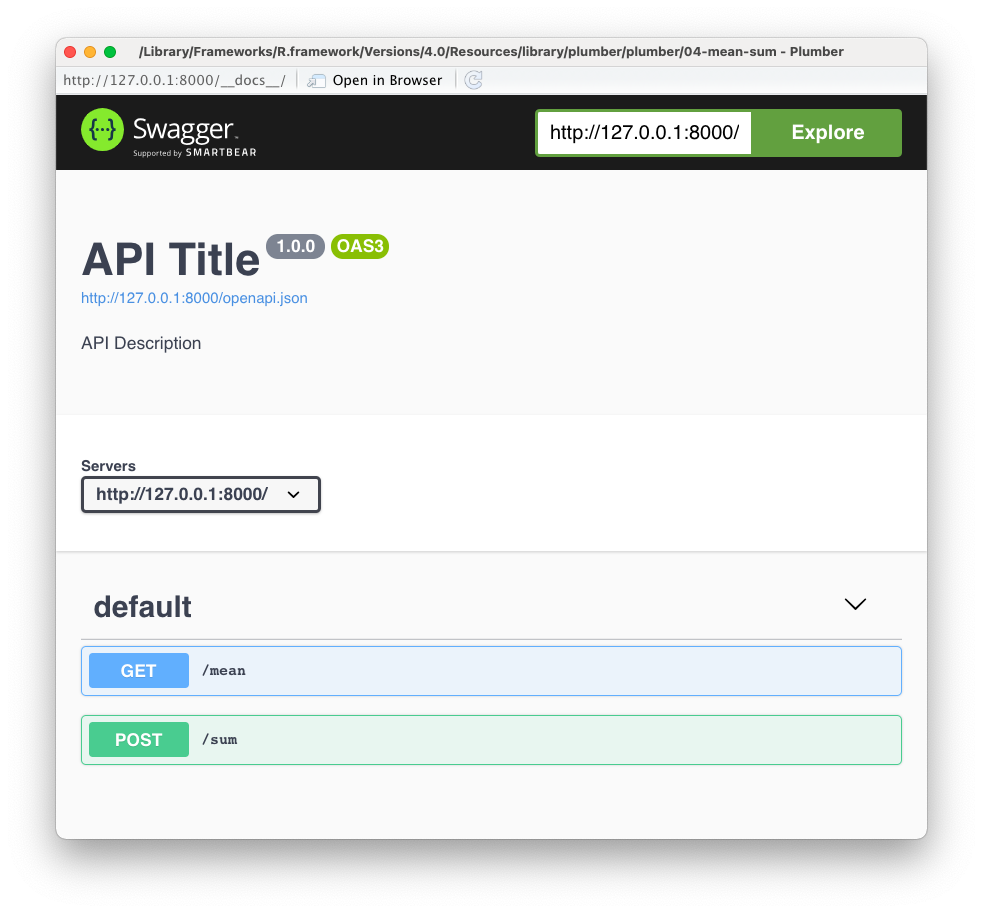 /Library/Frameworks/R.framework/Versions/4.0/Resources/library/plumber/plumber/04-mean-sum - Plumber
http://127.0.0.1:8000/__docs__/ Open in Browser
{···} Swagger™ http://127.0.0.1:8000/ Explore
Supported by SMARTBEAR
API Title 1.0.0 OAS3
http://127.0.0.1:8000/openapi.json
API Description
Servers
http://127.0.0.1:8000/
default
GET /mean
POST /sum